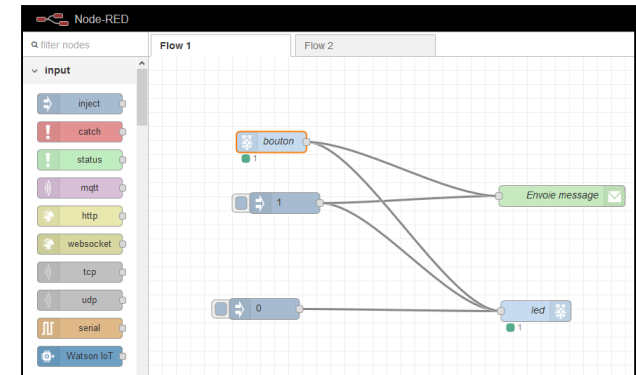 Node-RED
filter nodes
Flow 1
Flow 2
input
inject
catch
status
mqtt
http
websocket
tcp
udp
serial
Watson IoT
bouton
1
1
Envoie message
0
led
1